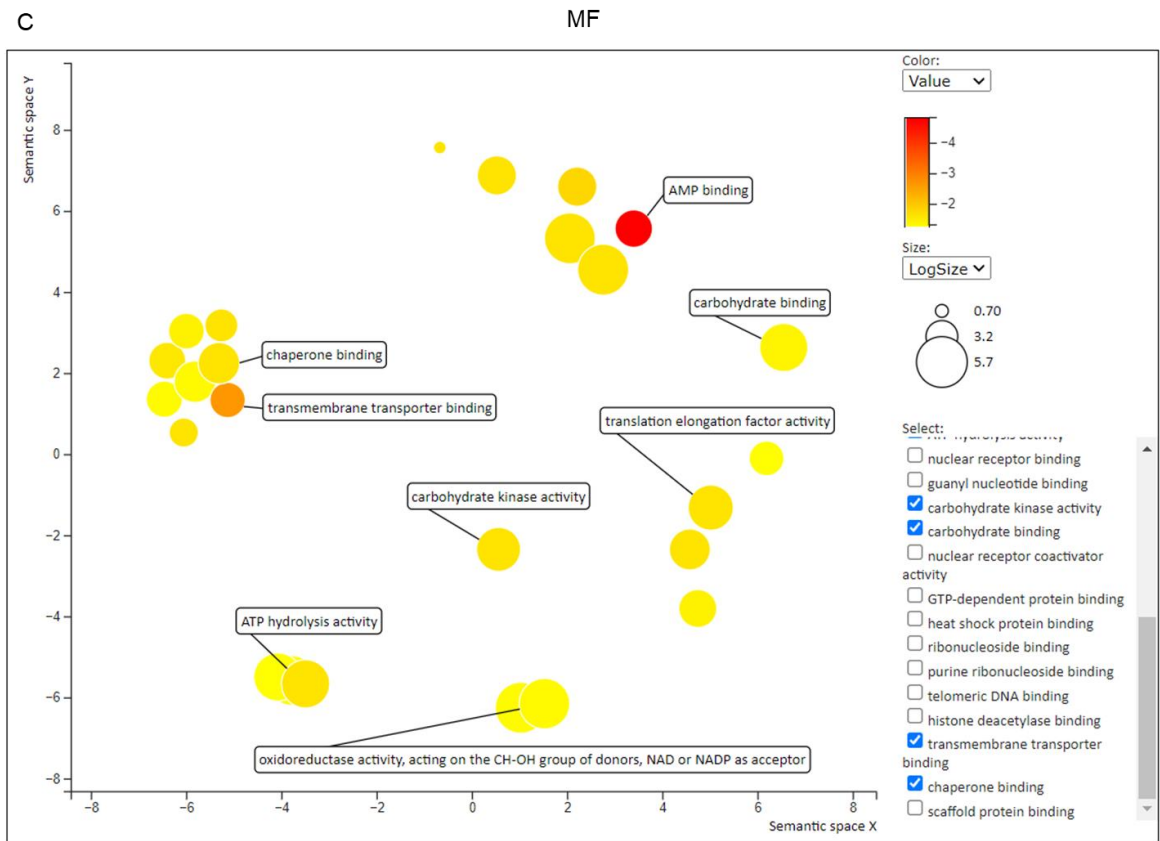 C
MF
Semantic space Y
8
6
4
2
0
−2
−4
−6
−8
−8
−6
−4
−2
0
2
4
6
8
Semantic space X
AMP binding
carbohydrate binding
chaperone binding
transmembrane transporter binding
translation elongation factor activity
carbohydrate kinase activity
ATP hydrolysis activity
oxidoreductase activity, acting on the CH-OH group of donors, NAD or NADP as acceptor
Color:
Value
−4
−3
−2
Size:
LogSize
0.70
3.2
5.7
Select:
ATP hydrolysis activity
nuclear receptor binding
guanyl nucleotide binding
carbohydrate kinase activity
carbohydrate binding
nuclear receptor coactivator
activity
GTP-dependent protein binding
heat shock protein binding
ribonucleoside binding
purine ribonucleoside binding
telomeric DNA binding
histone deacetylase binding
transmembrane transporter
binding
chaperone binding
scaffold protein binding